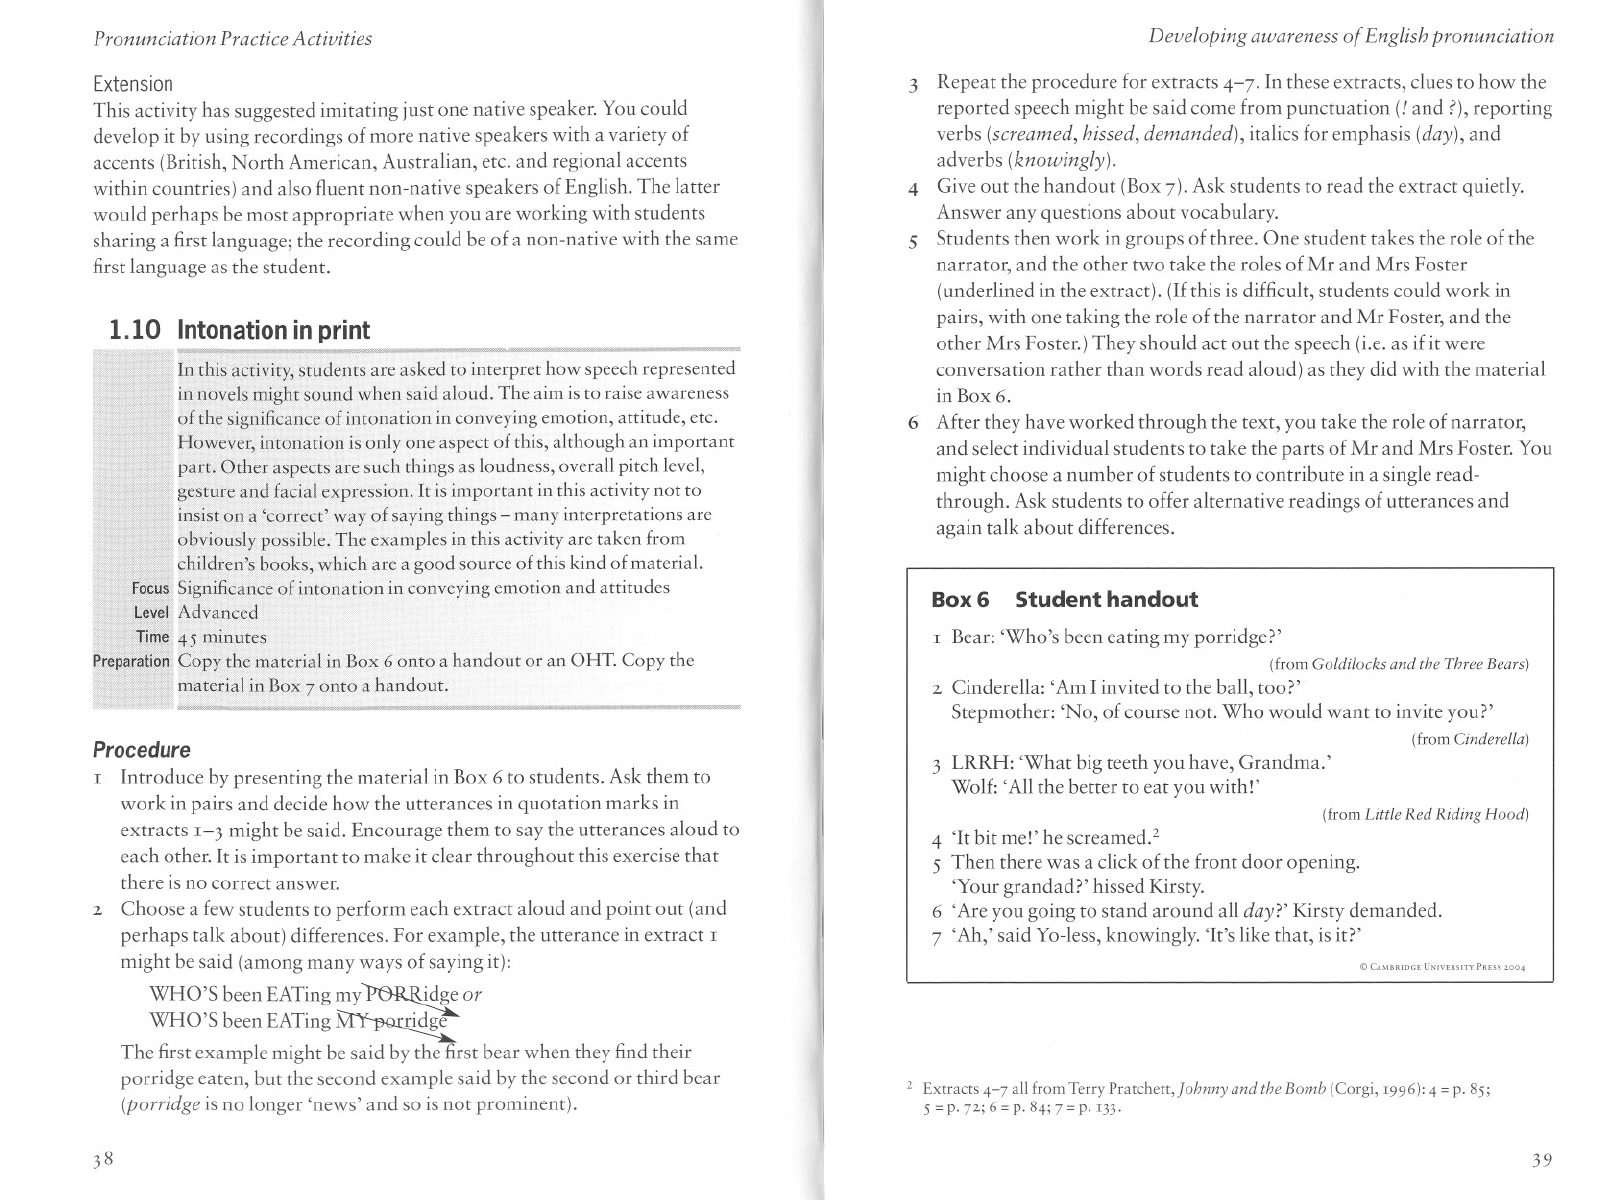 Pronunciation Practice Activities
Extension
This activity has suggested imitating just one native speaker. You could
develop it by using recordings of more native speakers with a variety of
accents (British, North American, Australian, etc. and regional accents
within countries) and also fluent non-native speakers of English. The latter
would perhaps be most appropriate when you are working with students
sharing a first language; the recording could be of a non-native with the same
first language as the student.
1.10 Intonation in print
In this activity, students are asked to interpret how speech represented
in novels might sound when said aloud. The aim is to raise awareness
of the significance of intonation in conveying emotion, attitude, etc.
However, intonation is only one aspect of this, although an important
part. Other aspects are such things as loudness, overall pitch level,
gesture and facial expression. It is important in this activity not to
insist on a ‘correct’ way of saying things – many interpretations are
obviously possible. The examples in this activity are taken from
children’s books, which are a good source of this kind of material.
Focus Significance of intonation in conveying emotion and attitudes
Level Advanced
Time 45 minutes
Preparation Copy the material in Box 6 onto a handout or an OHT. Copy the
material in Box 7 onto a handout.
Procedure
1 Introduce by presenting the material in Box 6 to students. Ask them to
work in pairs and decide how the utterances in quotation marks in
extracts 1–3 might be said. Encourage them to say the utterances aloud to
each other. It is important to make it clear throughout this exercise that
there is no correct answer.
2 Choose a few students to perform each extract aloud and point out (and
perhaps talk about) differences. For example, the utterance in extract 1
might be said (among many ways of saying it):
WHO’S been EATing my PORRidge or
WHO’S been EATing MY porridge
The first example might be said by the first bear when they find their
porridge eaten, but the second example said by the second or third bear
(porridge is no longer ‘news’ and so is not prominent).
38
Developing awareness of English pronunciation
3 Repeat the procedure for extracts 4–7. In these extracts, clues to how the
reported speech might be said come from punctuation (! and ?), reporting
verbs (screamed, hissed, demanded), italics for emphasis (day), and
adverbs (knowingly).
4 Give out the handout (Box 7). Ask students to read the extract quietly.
Answer any questions about vocabulary.
5 Students then work in groups of three. One student takes the role of the
narrator, and the other two take the roles of Mr and Mrs Foster
(underlined in the extract). (If this is difficult, students could work in
pairs, with one taking the role of the narrator and Mr Foster, and the
other Mrs Foster.) They should act out the speech (i.e. as if it were
conversation rather than words read aloud) as they did with the material
in Box 6.
6 After they have worked through the text, you take the role of narrator,
and select individual students to take the parts of Mr and Mrs Foster. You
might choose a number of students to contribute in a single read-
through. Ask students to offer alternative readings of utterances and
again talk about differences.
Box 6 Student handout
1 Bear: ‘Who’s been eating my porridge?’
(from Goldilocks and the Three Bears)
2 Cinderella: ‘Am I invited to the ball, too?’
Stepmother: ‘No, of course not. Who would want to invite you?’
(from Cinderella)
3 LRRH: ‘What big teeth you have, Grandma.’
Wolf: ‘All the better to eat you with!’
(from Little Red Riding Hood)
4 ‘It bit me!’ he screamed.²
5 Then there was a click of the front door opening.
‘Your grandad?’ hissed Kirsty.
6 ‘Are you going to stand around all day?’ Kirsty demanded.
7 ‘Ah,’ said Yo-less, knowingly. ‘It’s like that, is it?’
© CAMBRIDGE UNIVERSITY PRESS 2004
² Extracts 4–7 all from Terry Pratchett, Johnny and the Bomb (Corgi, 1996): 4 = p. 85;
5 = p. 72; 6 = p. 84; 7 = p. 133.
39